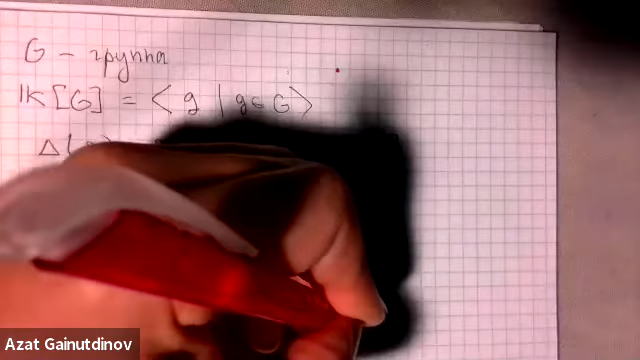 G - группа
𝕜[G] = < g | g ∈ G >
Δ(
Azat Gainutdinov